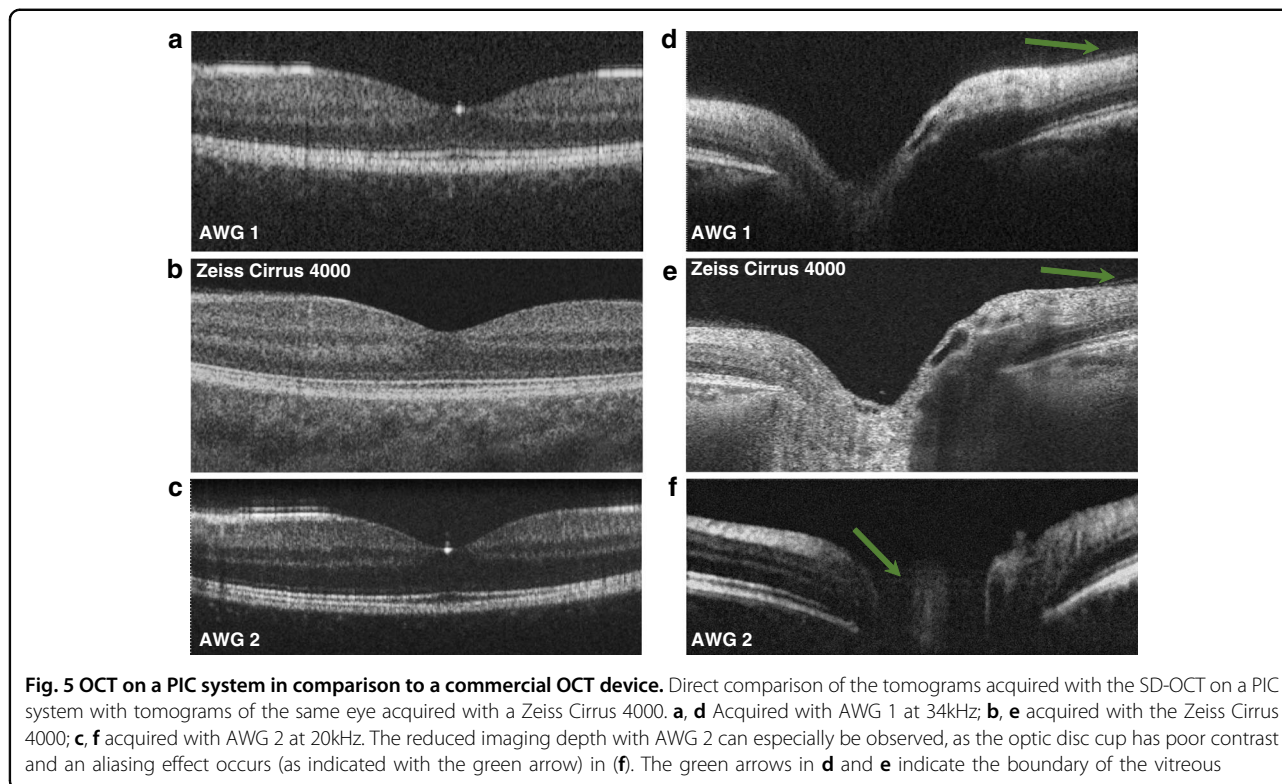 a
d
AWG 1
AWG 1
b
Zeiss Cirrus 4000
e
Zeiss Cirrus 4000
c
f
AWG 2
AWG 2
Fig. 5 OCT on a PIC system in comparison to a commercial OCT device. Direct comparison of the tomograms acquired with the SD-OCT on a PIC
system with tomograms of the same eye acquired with a Zeiss Cirrus 4000. a, d Acquired with AWG 1 at 34kHz; b, e acquired with the Zeiss Cirrus
4000; c, f acquired with AWG 2 at 20kHz. The reduced imaging depth with AWG 2 can especially be observed, as the optic disc cup has poor contrast
and an aliasing effect occurs (as indicated with the green arrow) in (f). The green arrows in d and e indicate the boundary of the vitreous